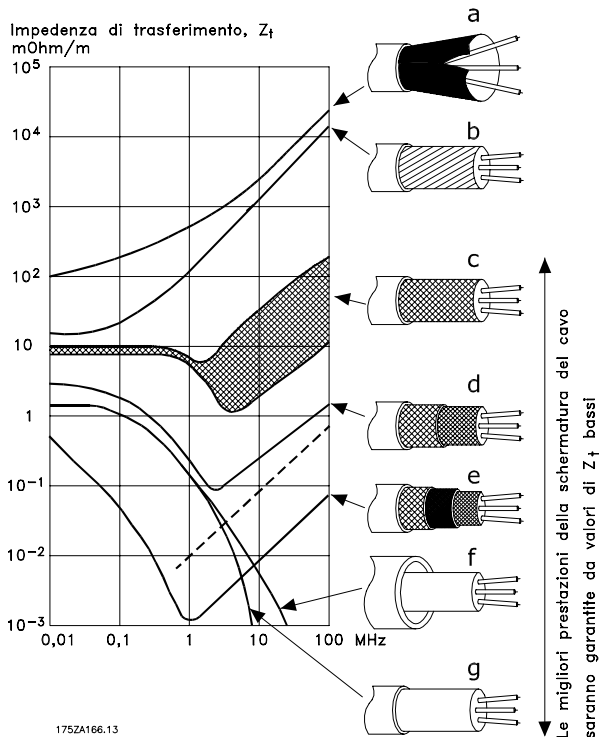 Impedenza di trasferimento, Zt
mOhm/m
10⁵
10⁴
10³
10²
10
1
10⁻¹
10⁻²
10⁻³
0,01 0,1 1 10 100 MHz
a
b
c
d
e
f
g
Le migliori prestazioni della schermatura del cavo
saranno garantite da valori di Zt bassi
175ZA166.13